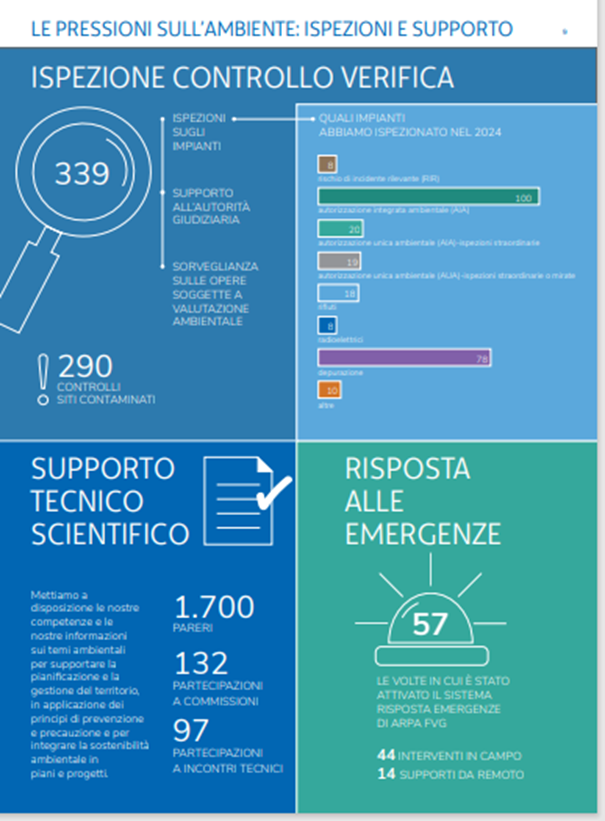 LE PRESSIONI SULL'AMBIENTE: ISPEZIONI E SUPPORTO
ISPEZIONE CONTROLLO VERIFICA
339
ISPEZIONI
SUGLI
IMPIANTI
SUPPORTO
ALL'AUTORITÀ
GIUDIZIARIA
SORVEGLIANZA
SULLE OPERE
SOGGETTE A
VALUTAZIONE
AMBIENTALE
290
CONTROLLI
SITI CONTAMINATI
QUALI IMPIANTI
ABBIAMO ISPEZIONATO NEL 2024
8
rischio di incidente rilevante (RIR)
100
autorizzazione integrata ambientale (AIA)
20
autorizzazione unica ambientale (AIA)-ispezioni straordinarie
19
autorizzazione unica ambientale (AUA)-ispezioni straordinarie o mirate
18
rifiuti
8
radioelettrici
78
depurazione
10
altre
SUPPORTO
TECNICO
SCIENTIFICO
Mettiamo a
disposizione le nostre
competenze e le
nostre informazioni
sui temi ambientali
per supportare la
pianificazione e la
gestione del territorio,
in applicazione dei
principi di prevenzione
e precauzione e per
integrare la sostenibilità
ambientale in
piani e progetti.
1.700
PARERI
132
PARTECIPAZIONI
A COMMISSIONI
97
PARTECIPAZIONI
A INCONTRI TECNICI
RISPOSTA
ALLE
EMERGENZE
57
LE VOLTE IN CUI È STATO
ATTIVATO IL SISTEMA
RISPOSTA EMERGENZE
DI ARPA FVG
44 INTERVENTI IN CAMPO
14 SUPPORTI DA REMOTO